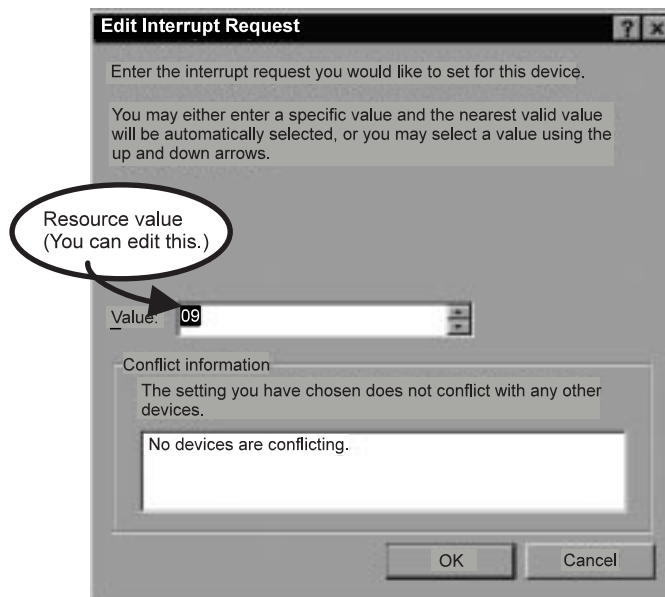 Edit Interrupt Request
Enter the interrupt request you would like to set for this device.
You may either enter a specific value and the nearest valid value
will be automatically selected, or you may select a value using the
up and down arrows.
Resource value
(You can edit this.)
Value: 09
Conflict information
The setting you have chosen does not conflict with any other
devices.
No devices are conflicting.
OK Cancel